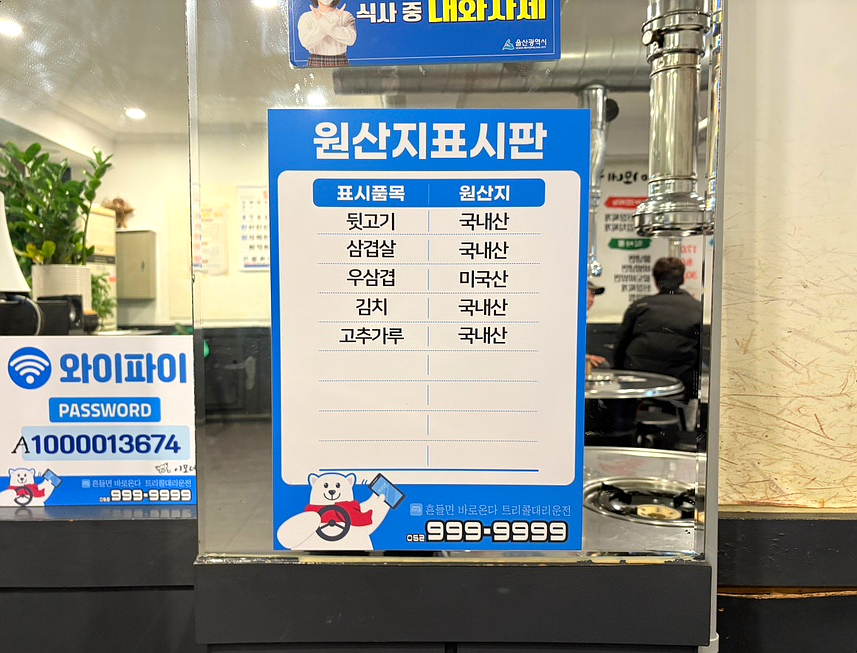 식사 중 대화자제
울산광역시
원산지표시판
표시품목 원산지
뒷고기 국내산
삼겹살 국내산
우삼겹 미국산
김치 국내산
고추가루 국내산
흔들면 바로온다 트리콜대리운전
052 999-9999
와이파이
PASSWORD
A1000013674
흔들면 바로온다 트리콜대리운전
052 999-9999